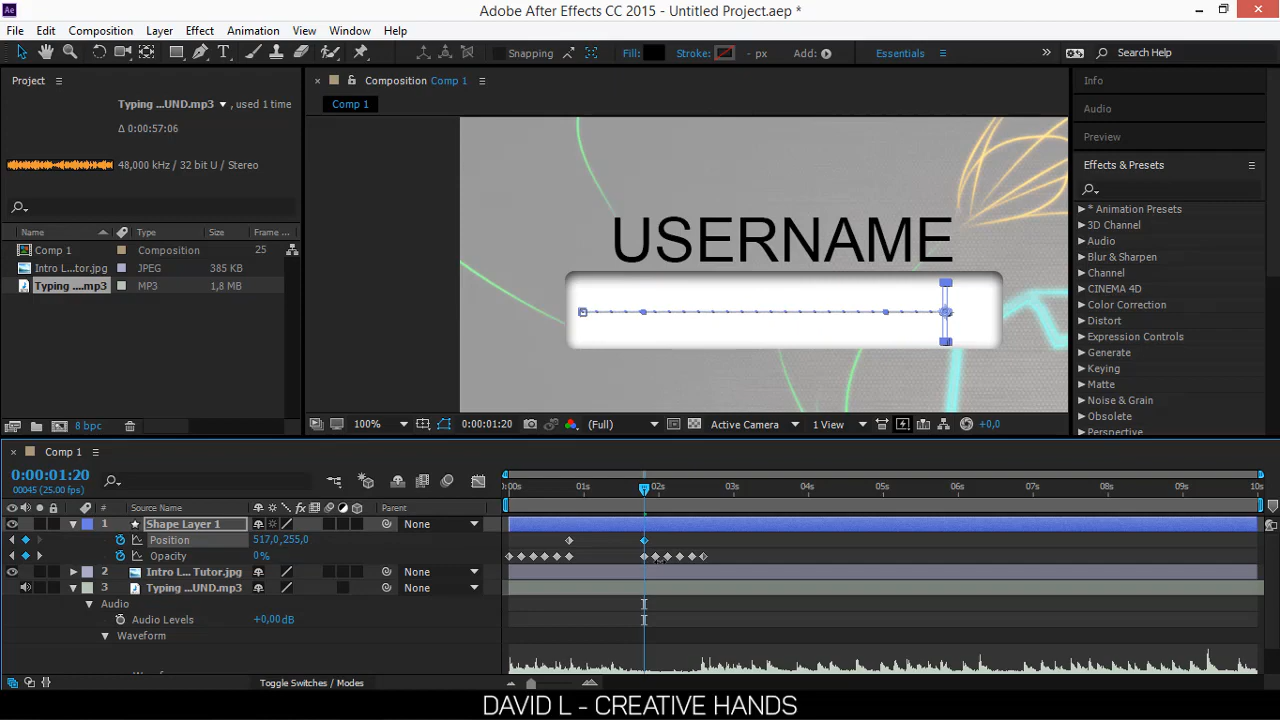 Ae Adobe After Effects CC 2015 - Untitled Project.aep *
File Edit Composition Layer Effect Animation View Window Help
Snapping Fill: Stroke: - px Add: Essentials Search Help
Project Composition Comp 1 Info
Typing ...UND.mp3 , used 1 time Comp 1 Audio
Δ 0:00:57:06
Preview
48,000 kHz / 32 bit U / Stereo Effects & Presets
* Animation Presets
3D Channel
Name Type Size Frame ... Audio
Comp 1 Composition 25 Blur & Sharpen
Intro L...tor.jpg JPEG 385 KB Channel
Typing ....mp3 MP3 1,8 MB CINEMA 4D
USERNAME
Color Correction
Distort
Expression Controls
Generate
Keying
Matte
Noise & Grain
Obsolete
Perspective
8 bpc 100% 0:00:01:20 (Full) Active Camera 1 View +0,0
Comp 1
0:00:01:20
00045 (25.00 fps)
0:00s 01s 02s 03s 04s 05s 06s 07s 08s 09s 10s
# Source Name Parent
1 Shape Layer 1 None
Position 517,0,255,0
Opacity 0%
2 Intro L... Tutor.jpg None
3 Typing ...UND.mp3 None
Audio
Audio Levels +0,00dB
Waveform
Toggle Switches / Modes
DAVID L - CREATIVE HANDS